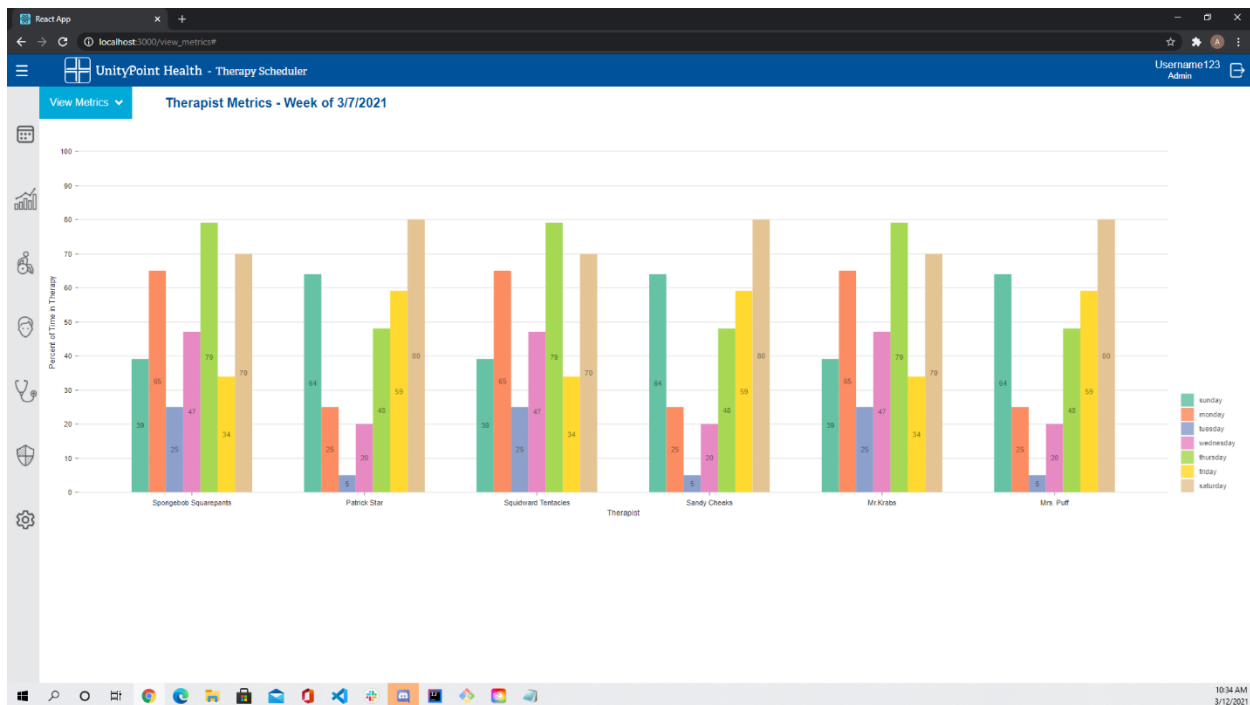 React App
localhost:3000/view_metrics#
UnityPoint Health - Therapy Scheduler
Username123
Admin
View Metrics
Therapist Metrics - Week of 3/7/2021
Percent of Time in Therapy
100
90
80
70
60
50
40
30
20
10
0
39 65 25 47 79 34 70
64 25 5 20 48 59 80
39 65 25 47 79 34 70
64 25 5 20 48 59 80
39 65 25 47 79 34 70
64 25 5 20 48 59 80
Spongebob Squarepants
Patrick Star
Squidward Tentacles
Sandy Cheeks
Mr.Krabs
Mrs. Puff
Therapist
sunday
monday
tuesday
wednesday
thursday
friday
saturday
A
10:34 AM
3/12/2021